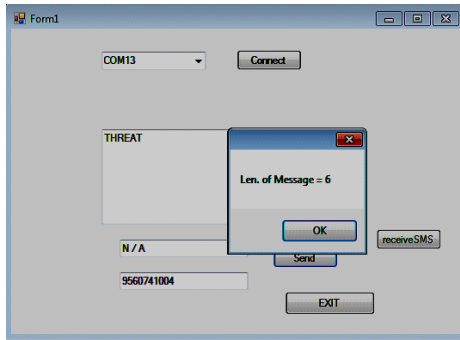 Form1
COM13
Connect
THREAT
Len. of Message = 6
OK
N / A
receiveSMS
Send
9560741004
EXIT